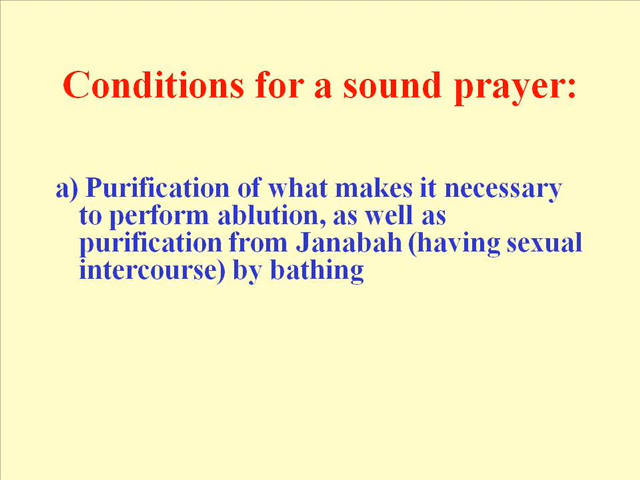 Conditions for a sound prayer:
a) Purification of what makes it necessary
to perform ablution, as well as
purification from Janabah (having sexual
intercourse) by bathing